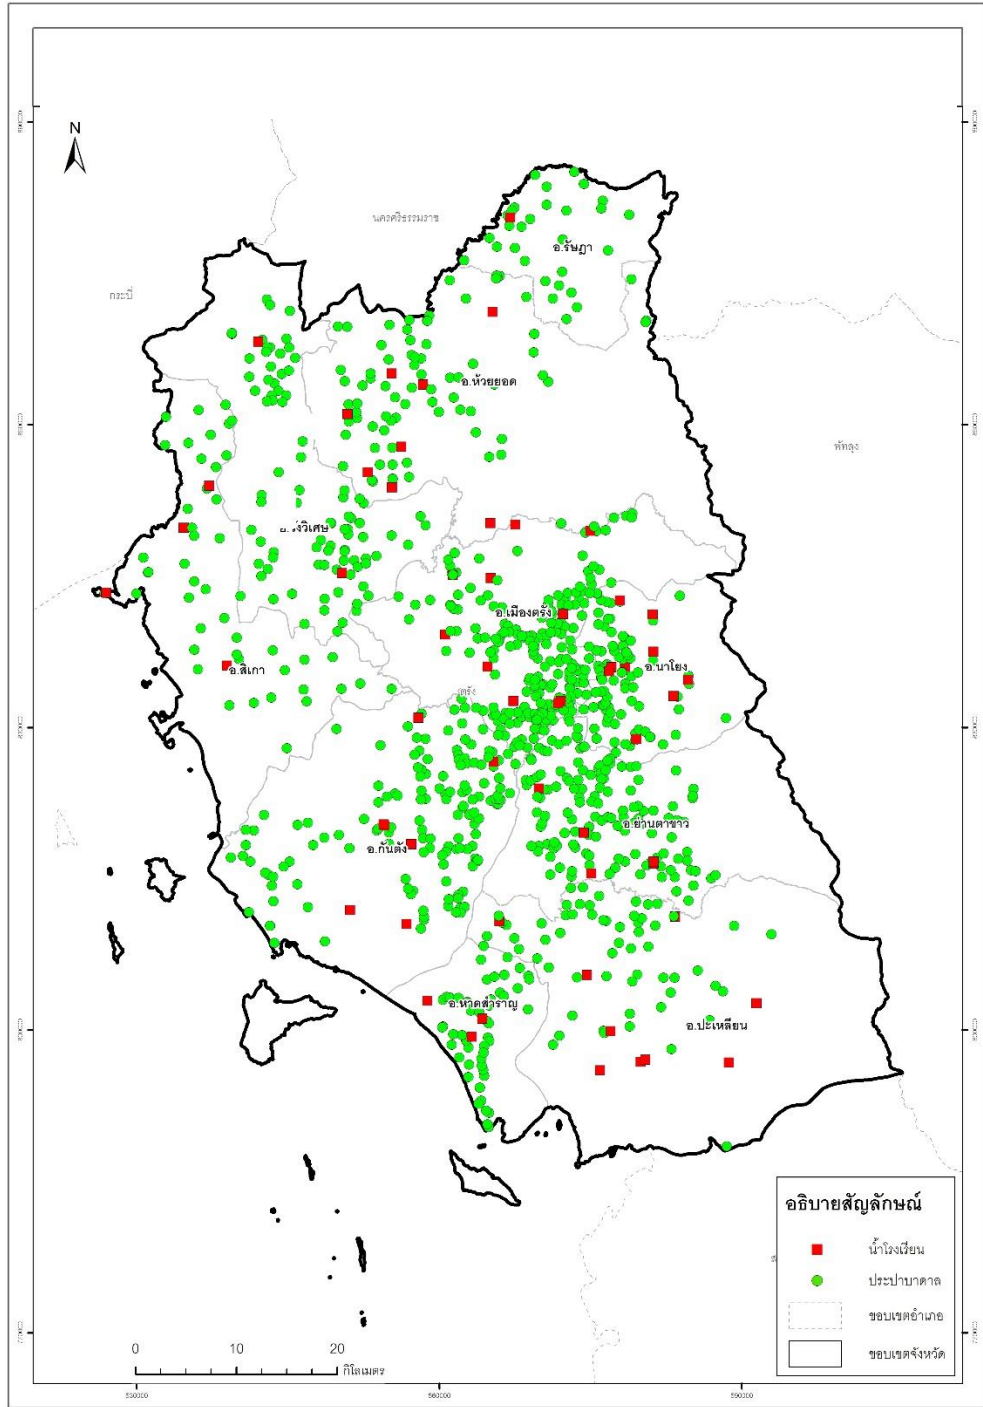 N
นครศรีธรรมราช
อ.รัษฎา
กระบี่
อ.ห้วยยอด
พัทลุง
อ.เมืองตรัง
อ.นาโยง
อ.สิเกา
ตรัง
อ.ย่านตาขาว
อ.กันตัง
อ.หาดสำราญ
อ.ปะเหลียน
อธิบายสัญลักษณ์
น้ำโรงเรียน
ประปาบาดาล
ขอบเขตอำเภอ
ขอบเขตจังหวัด
0 10 20
กิโลเมตร